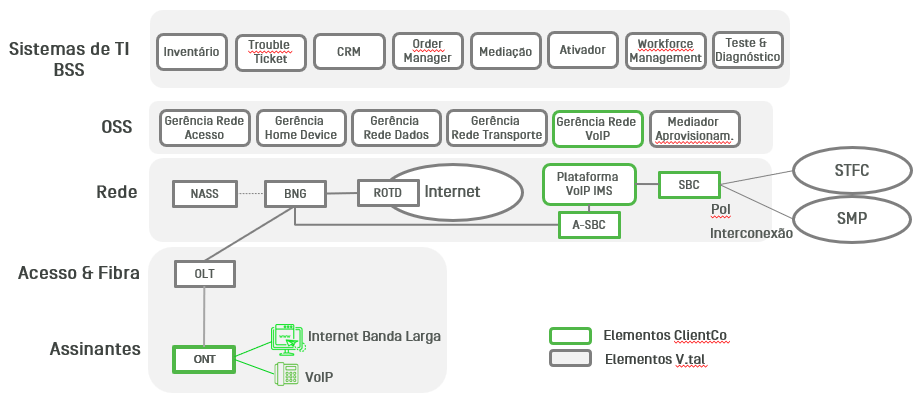 Sistemas de TI
BSS
Inventário
Trouble
Ticket
CRM
Order
Manager
Mediação
Ativador
Workforce
Management
Teste &
Diagnóstico
OSS
Gerência Rede
Acesso
Gerência
Home Device
Gerência
Rede Dados
Gerência
Rede Transporte
Gerência Rede
VoIP
Mediador
Aprovisionam.
Rede
NASS
BNG
ROTD
Internet
Plataforma
VoIP IMS
SBC
A-SBC
PoI
Interconexão
STFC
SMP
Acesso & Fibra
OLT
Assinantes
ONT
Internet Banda Larga
VoIP
Elementos ClientCo
Elementos V.tal